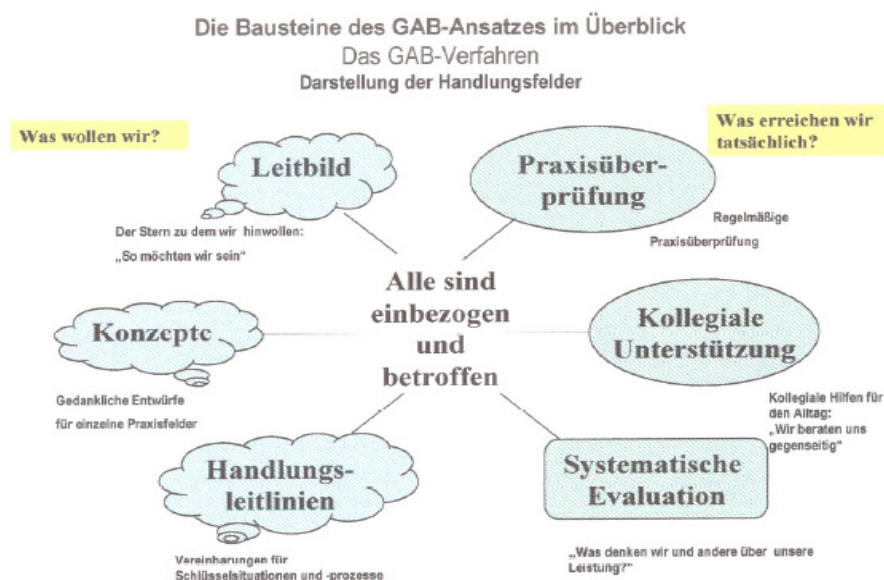 Die Bausteine des GAB-Ansatzes im Überblick
Das GAB-Verfahren
Darstellung der Handlungsfelder
Was wollen wir?
Was erreichen wir
tatsächlich?
Leitbild
Der Stern zu dem wir hinwollen:
„So möchten wir sein“
Praxisüber-
prüfung
Regelmäßige
Praxisüberprüfung
Alle sind
einbezogen
und
betroffen
Konzepte
Gedankliche Entwürfe
für einzelne Praxisfelder
Kollegiale
Unterstützung
Kollegiale Hilfen für
den Alltag:
„Wir beraten uns
gegenseitig“
Handlungs-
leitlinien
Vereinbarungen für
Schlüsselsituationen und -prozesse
Systematische
Evaluation
„Was denken wir und andere über unsere
Leistung?“